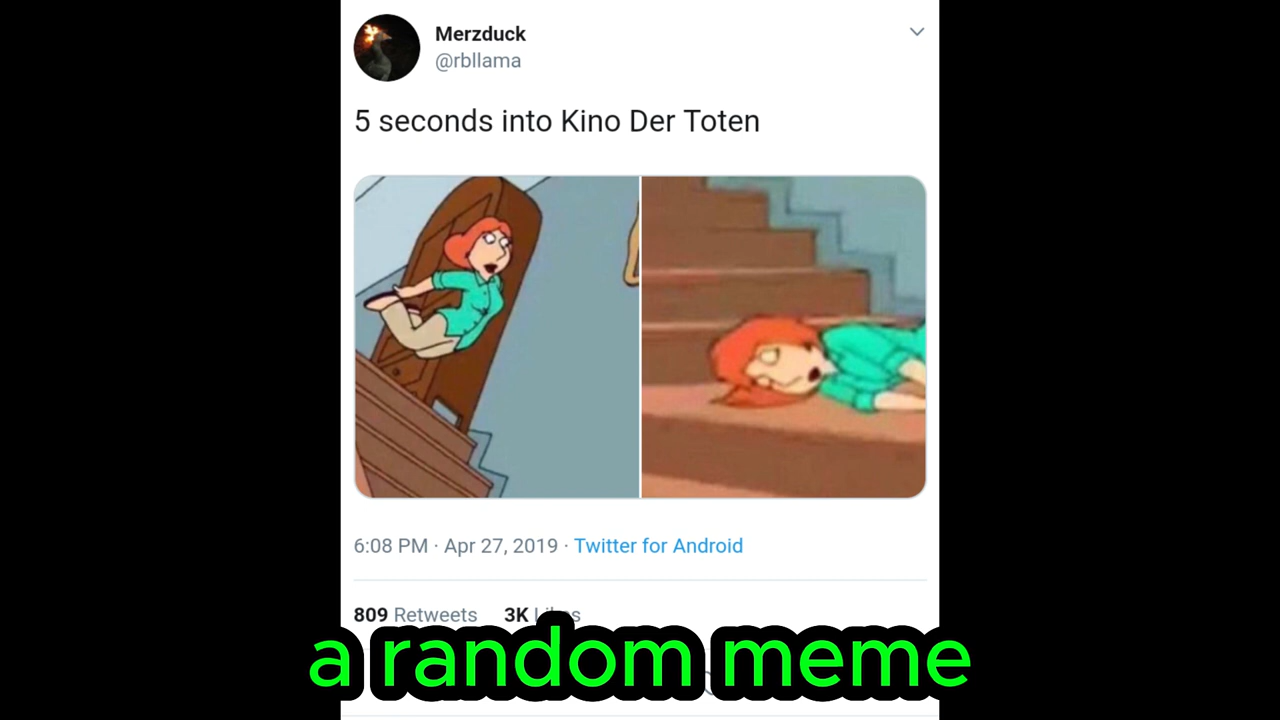 Merzduck
@rbllama
5 seconds into Kino Der Toten
6:08 PM · Apr 27, 2019 · Twitter for Android
809 Retweets 3K Likes
a random meme